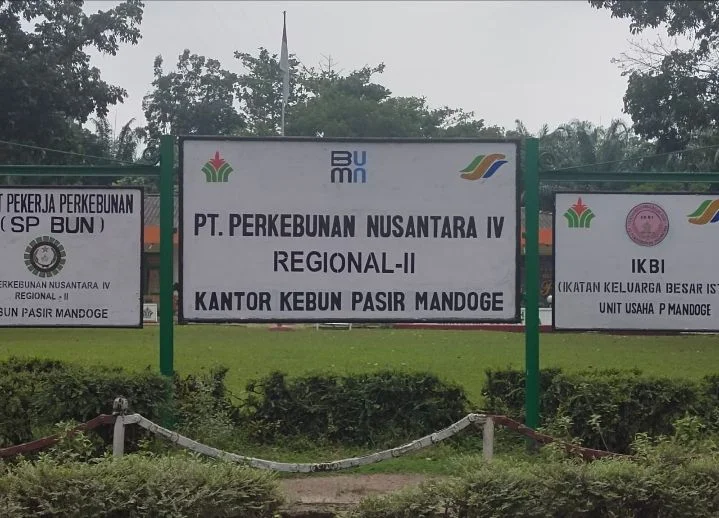 T PEKERJA PERKEBUNAN
(SP BUN)
ERKEBUNAN NUSANTARA IV
REGIONAL - II
BUN PASIR MANDOGE
BUMN
PT. PERKEBUNAN NUSANTARA IV
REGIONAL-II
KANTOR KEBUN PASIR MANDOGE
IKBI
IKBI
(IKATAN KELUARGA BESAR IST
UNIT USAHA P MANDOGE